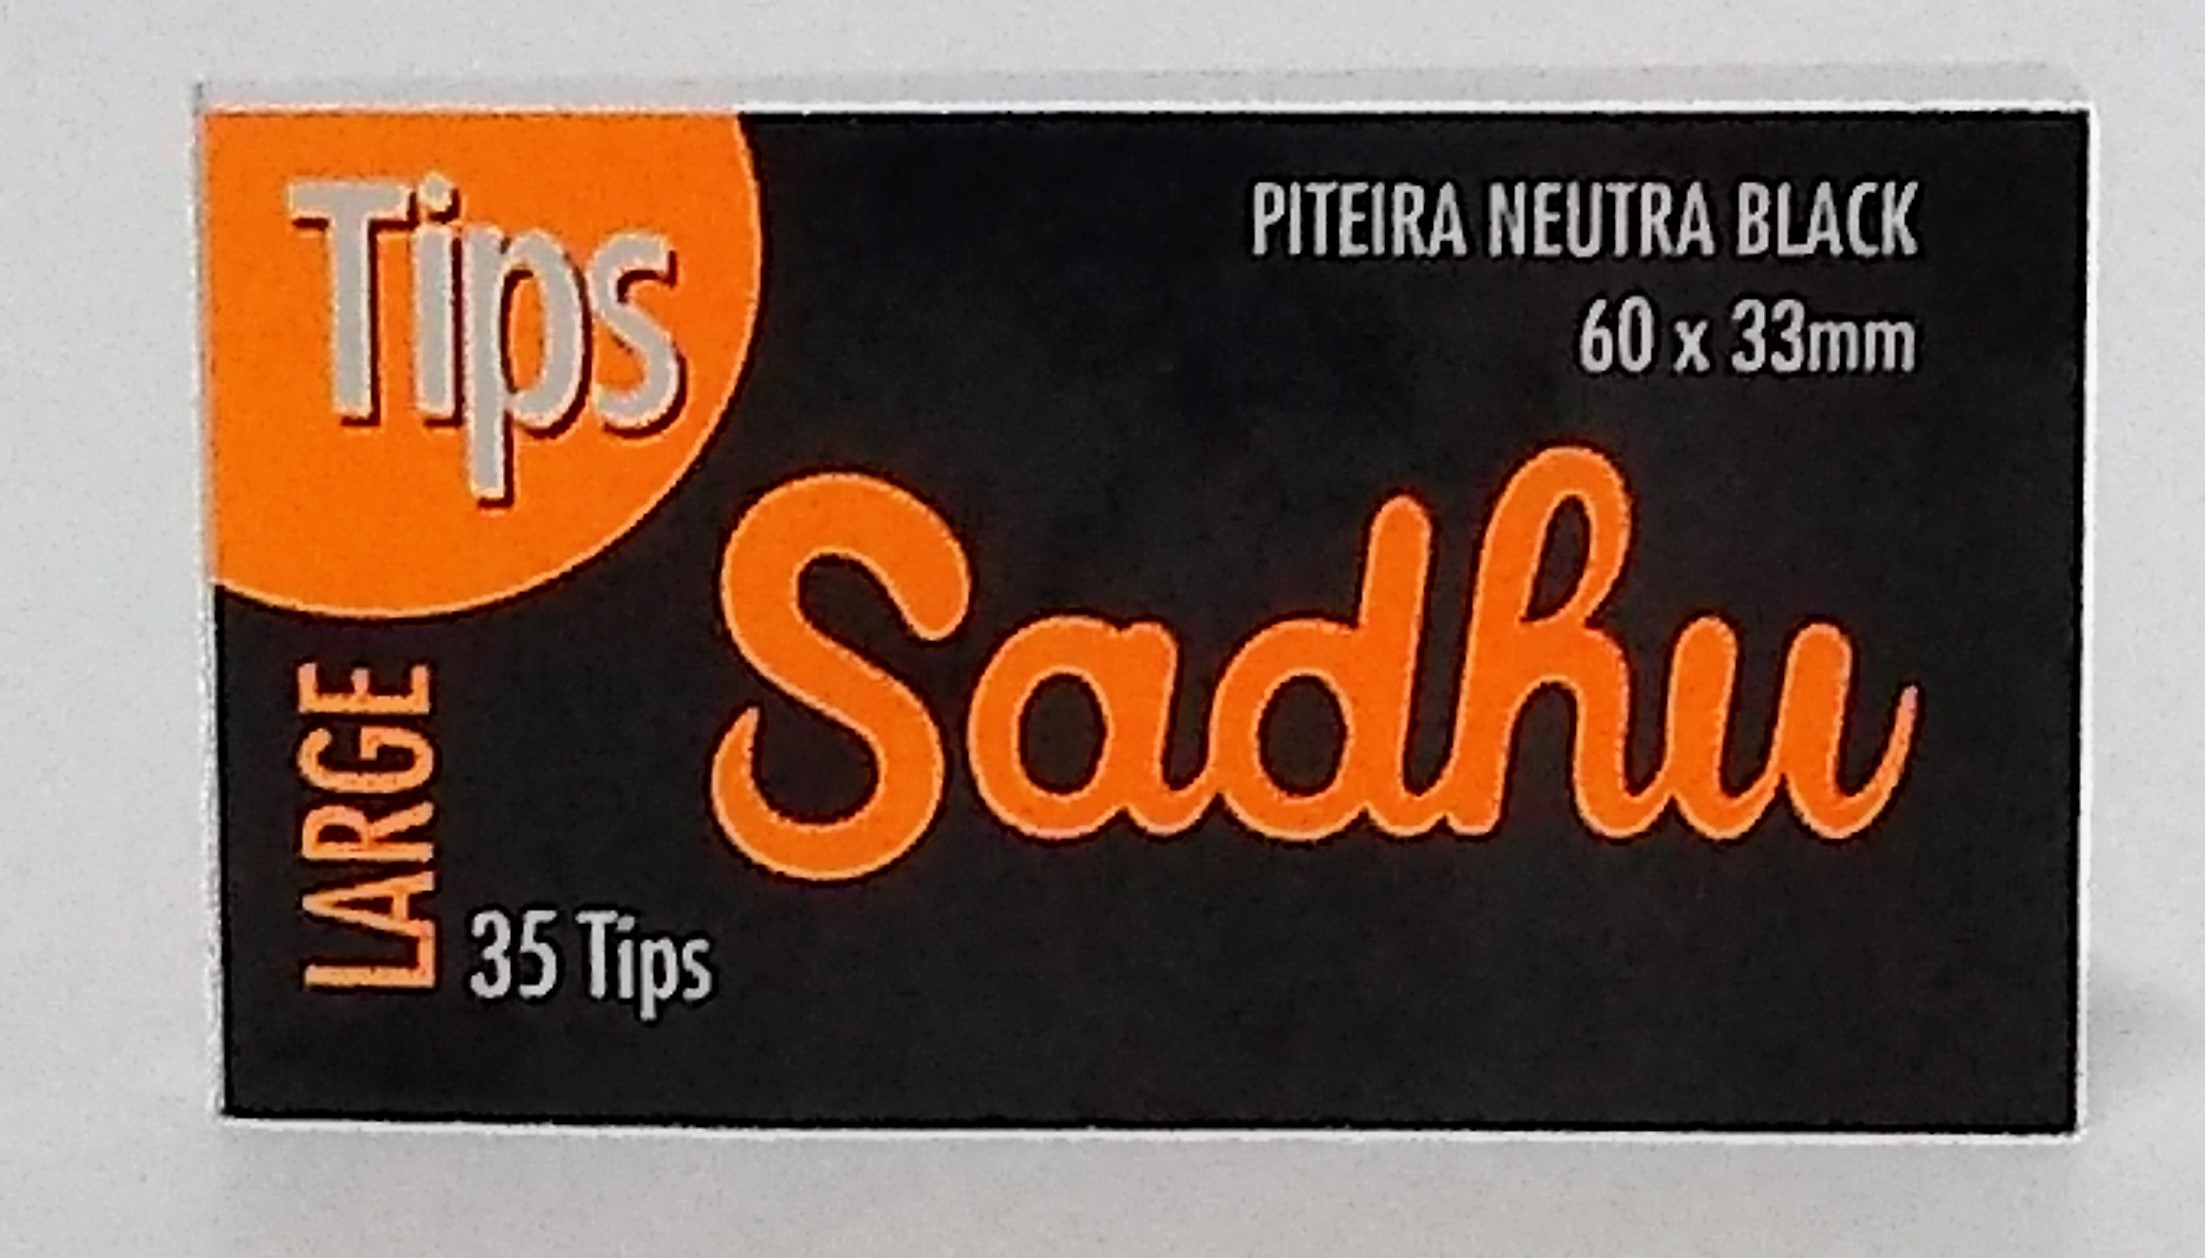 Tips
PITEIRA NEUTRA BLACK
60 x 33mm
Sadhu
LARGE
35 Tips